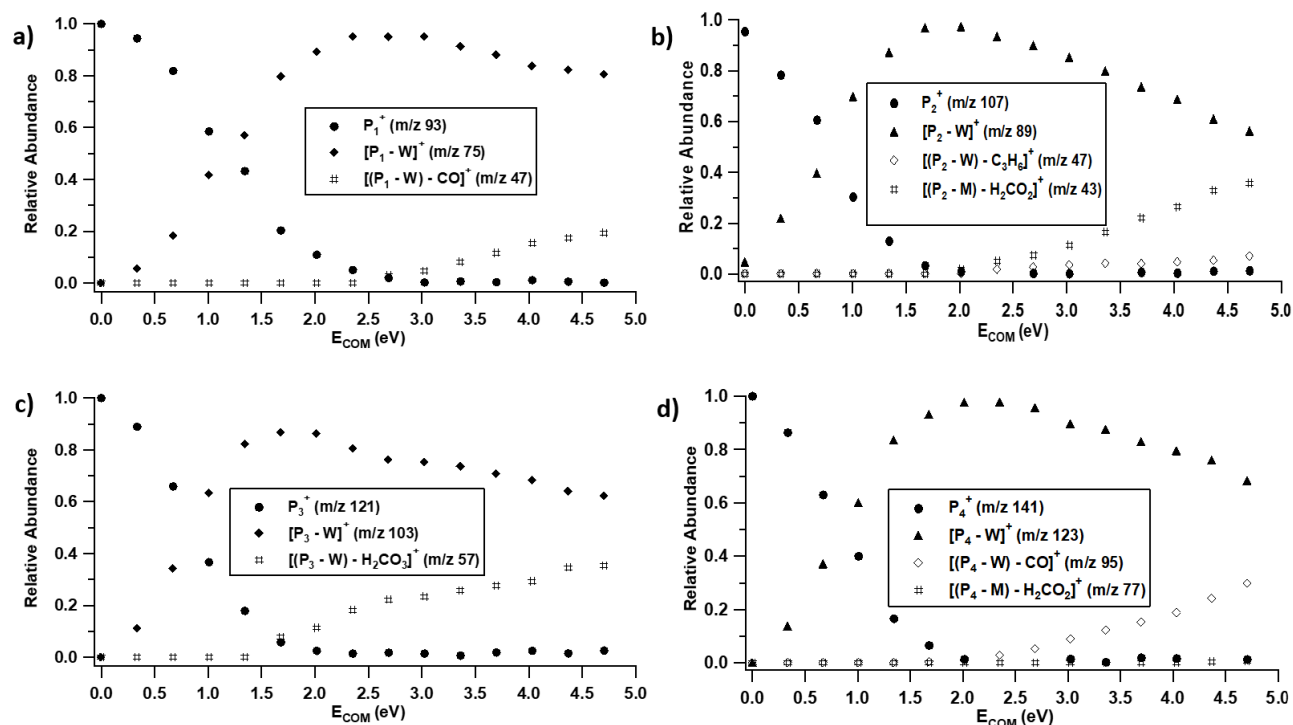 a)
1.0
0.8
0.6
0.4
0.2
0.0
Relative Abundance
P₁⁺ (m/z 93)
[P₁ - W]⁺ (m/z 75)
[(P₁ - W) - CO]⁺ (m/z 47)
0.0 0.5 1.0 1.5 2.0 2.5 3.0 3.5 4.0 4.5 5.0
E_COM (eV)
b)
1.0
0.8
0.6
0.4
0.2
0.0
Relative Abundance
P₂⁺ (m/z 107)
[P₂ - W]⁺ (m/z 89)
[(P₂ - W) - C₃H₆]⁺ (m/z 47)
[(P₂ - M) - H₂CO₂]⁺ (m/z 43)
0.0 0.5 1.0 1.5 2.0 2.5 3.0 3.5 4.0 4.5 5.0
E_COM (eV)
c)
1.0
0.8
0.6
0.4
0.2
0.0
Relative Abundance
P₃⁺ (m/z 121)
[P₃ - W]⁺ (m/z 103)
[(P₃ - W) - H₂CO₃]⁺ (m/z 57)
0.0 0.5 1.0 1.5 2.0 2.5 3.0 3.5 4.0 4.5 5.0
E_COM (eV)
d)
1.0
0.8
0.6
0.4
0.2
0.0
Relative Abundance
P₄⁺ (m/z 141)
[P₄ - W]⁺ (m/z 123)
[(P₄ - W) - CO]⁺ (m/z 95)
[(P₄ - M) - H₂CO₂]⁺ (m/z 77)
0.0 0.5 1.0 1.5 2.0 2.5 3.0 3.5 4.0 4.5 5.0
E_COM (eV)